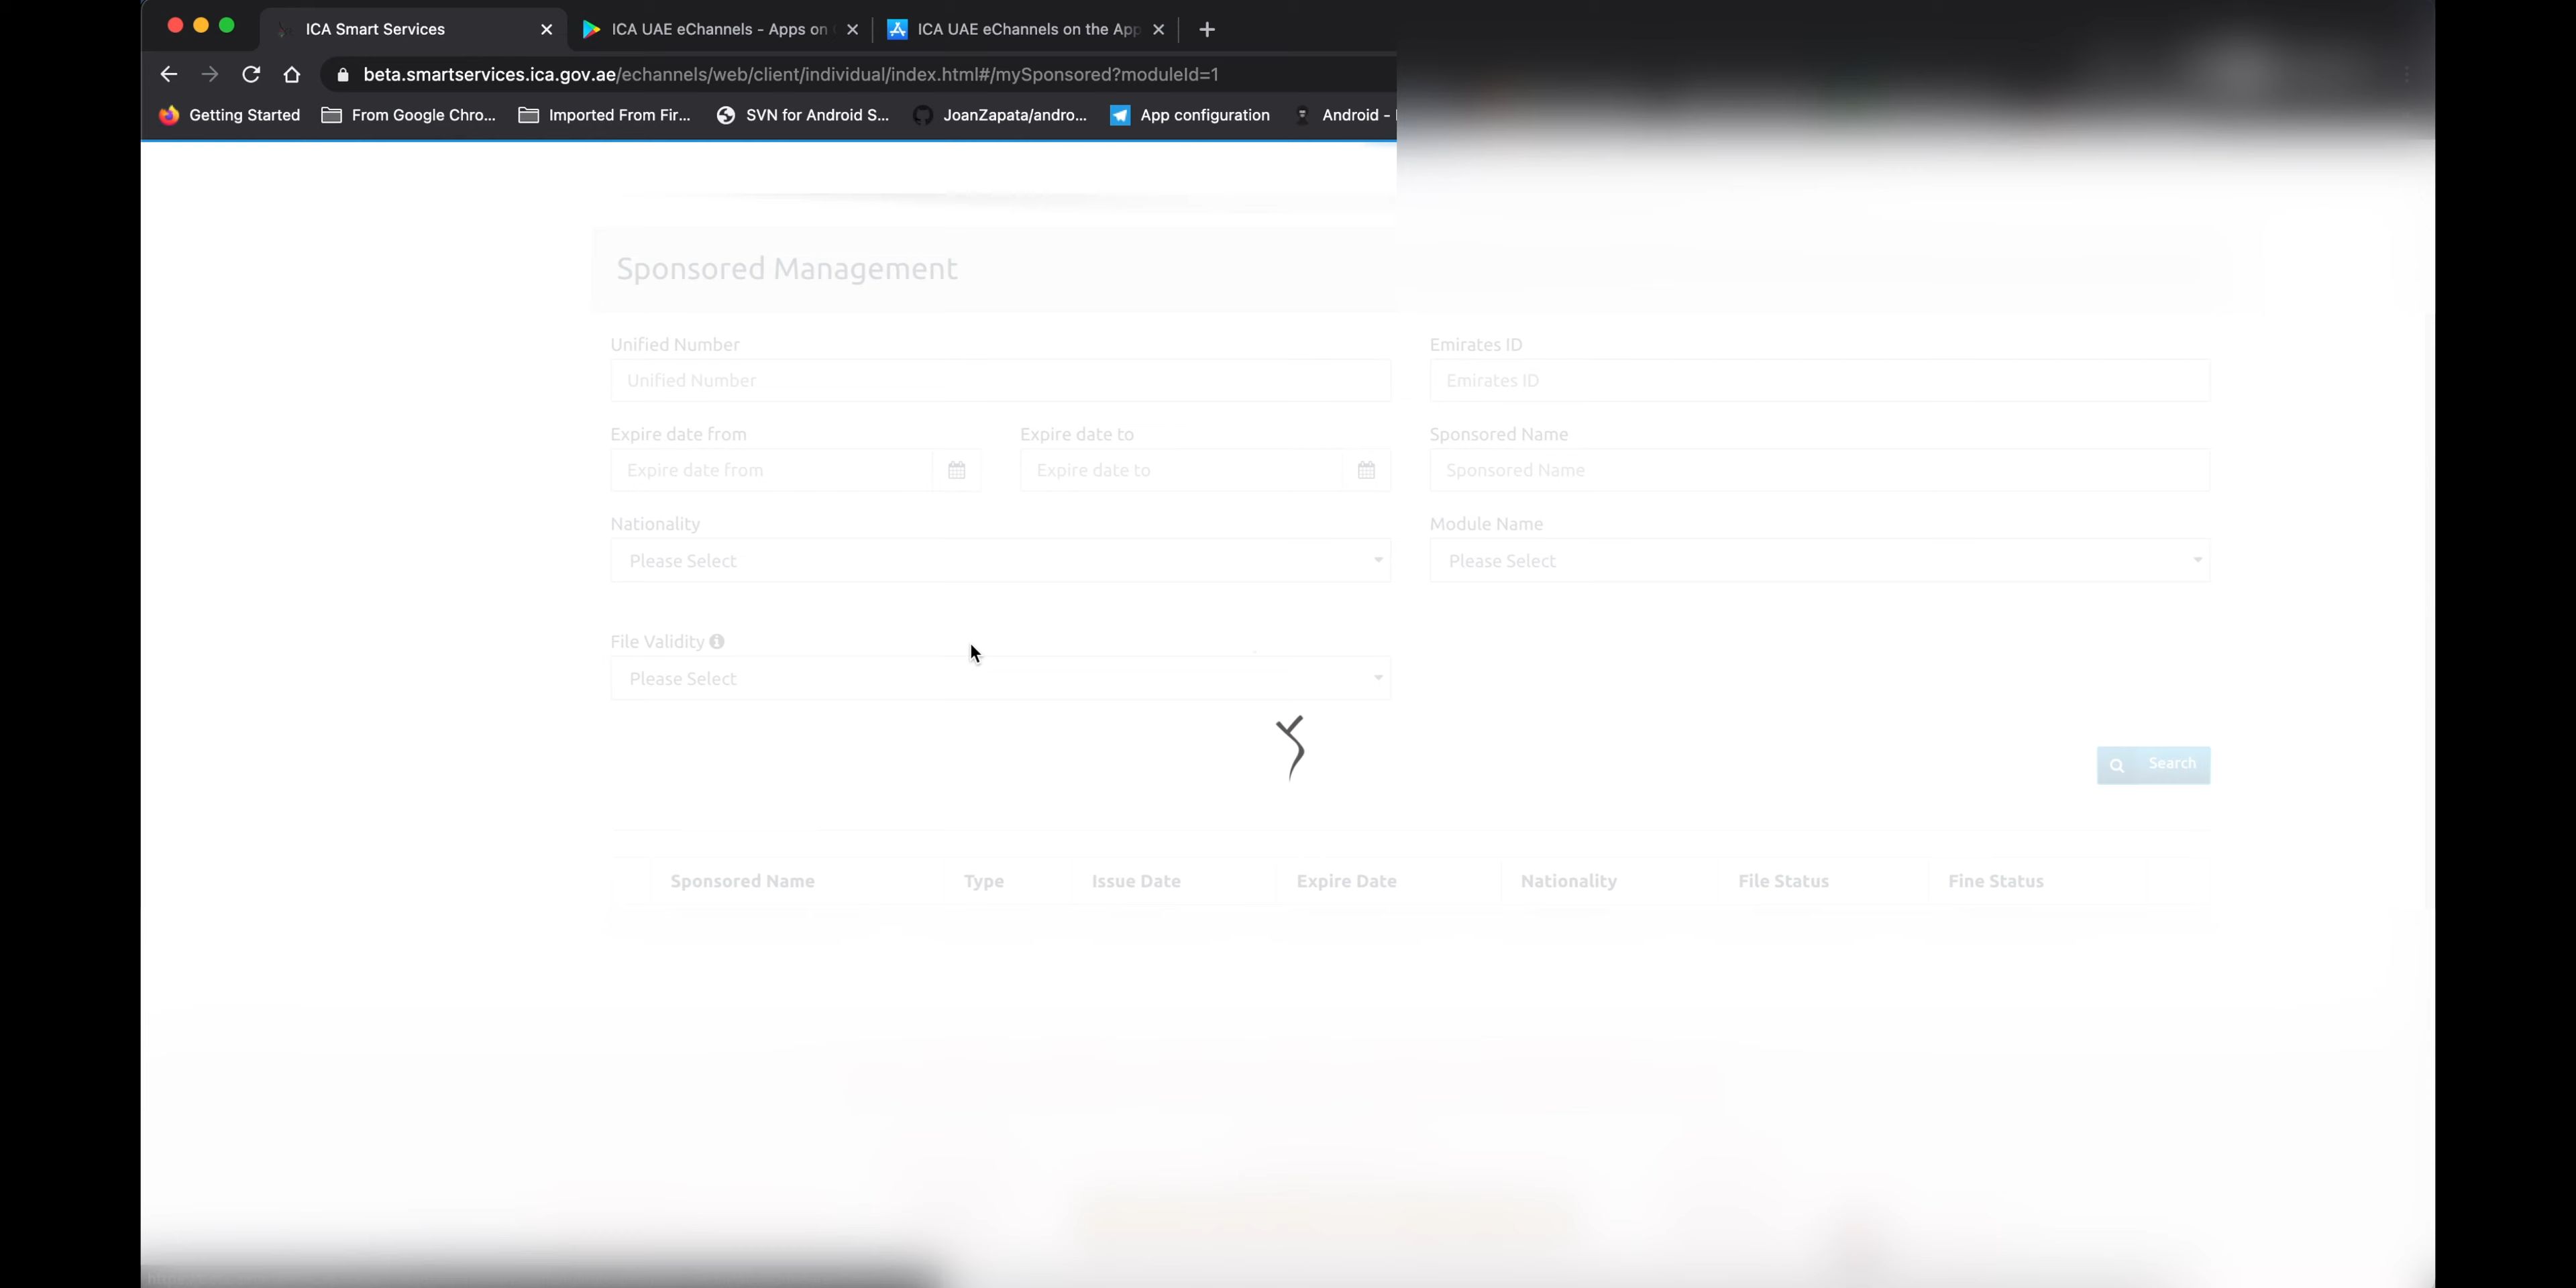 ICA Smart Services
ICA UAE eChannels - Apps on
ICA UAE eChannels on the App
beta.smartservices.ica.gov.ae/echannels/web/client/individual/index.html#/mySponsored?moduleId=1
Getting Started
From Google Chro...
Imported From Fir...
SVN for Android S...
JoanZapata/andro...
App configuration
Android -
Sponsored Management
Unified Number
Emirates ID
Unified Number
Emirates ID
Expire date from
Expire date to
Sponsored Name
Expire date from
Expire date to
Sponsored Name
Nationality
Module Name
Please Select
Please Select
File Validity
Please Select
Search
Sponsored Name Type Issue Date Expire Date Nationality File Status Fine Status